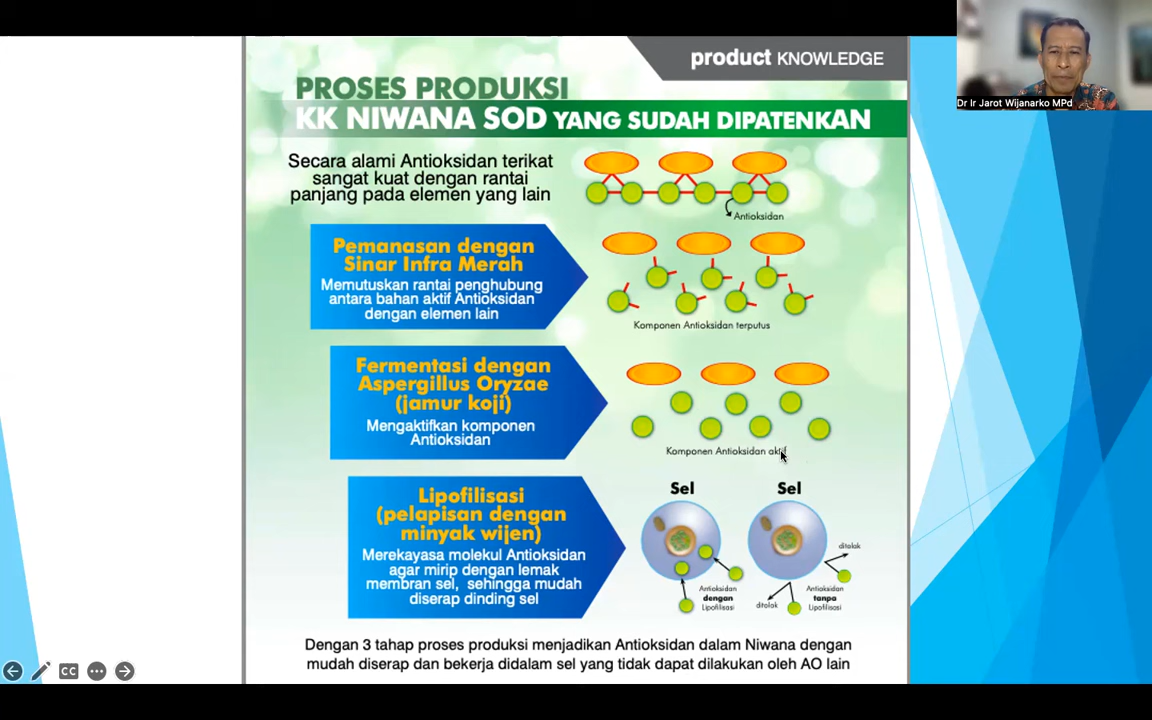 product KNOWLEDGE
Dr Ir Jarot Wijanarko MPd
PROSES PRODUKSI
KK NIWANA SOD YANG SUDAH DIPATENKAN
Secara alami Antioksidan terikat
sangat kuat dengan rantai
panjang pada elemen yang lain
Antioksidan
Pemanasan dengan
Sinar Infra Merah
Memutuskan rantai penghubung
antara bahan aktif Antioksidan
dengan elemen lain
Komponen Antioksidan terputus
Fermentasi dengan
Aspergillus Oryzae
(jamur koji)
Mengaktifkan komponen
Antioksidan
Komponen Antioksidan aktif
Lipofilisasi
(pelapisan dengan
minyak wijen)
Merekayasa molekul Antioksidan
agar mirip dengan lemak
membran sel, sehingga mudah
diserap dinding sel
Sel
Antioksidan
dengan
Lipofilisasi
Sel
ditolak
ditolak
Antioksidan
tanpa
Lipofilisasi
Dengan 3 tahap proses produksi menjadikan Antioksidan dalam Niwana dengan
mudah diserap dan bekerja didalam sel yang tidak dapat dilakukan oleh AO lain
CC